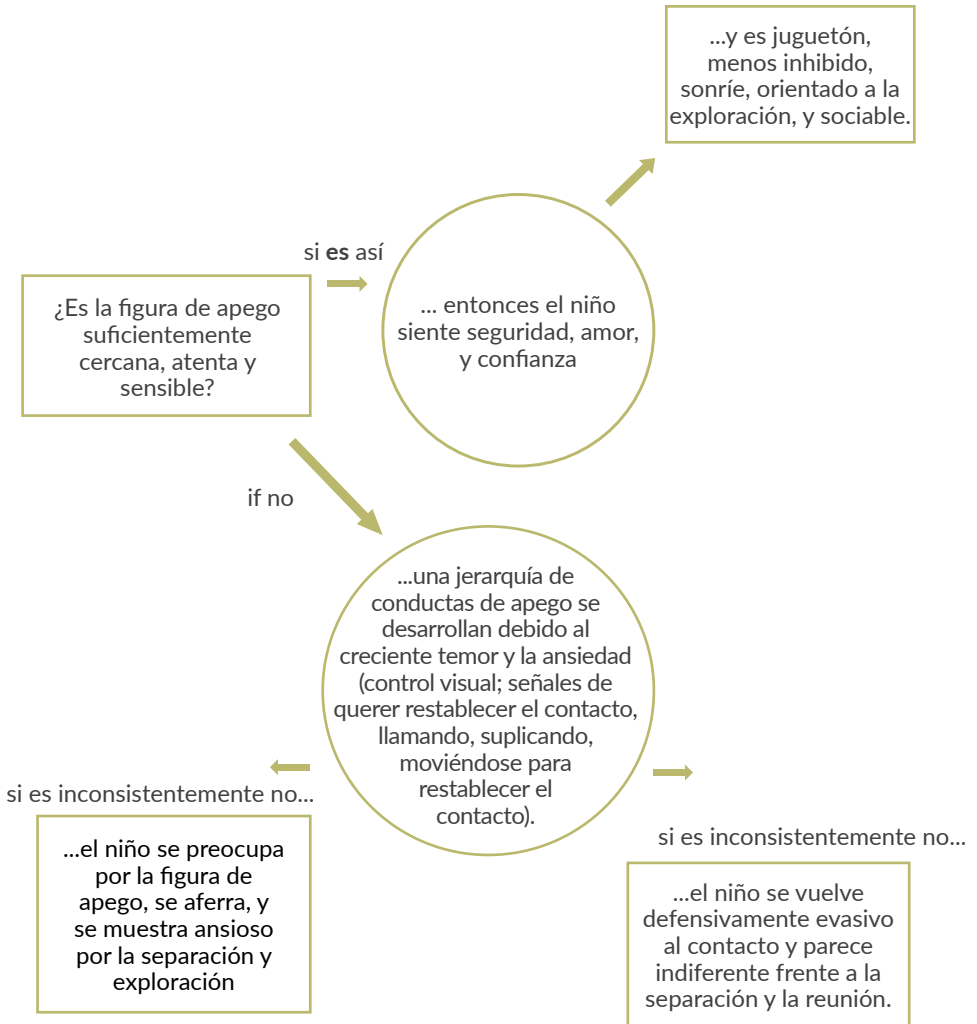 ...y es juguetón,
menos inhibido,
sonríe, orientado a la
exploración, y sociable.
si es así
¿Es la figura de apego
suficientemente
cercana, atenta y
sensible?
... entonces el niño
siente seguridad, amor,
y confianza
if no
...una jerarquía de
conductas de apego se
desarrollan debido al
creciente temor y la ansiedad
(control visual; señales de
querer restablecer el contacto,
llamando, suplicando,
moviéndose para
restablecer el
contacto).
si es inconsistentemente no...
...el niño se preocupa
por la figura de
apego, se aferra, y
se muestra ansioso
por la separación y
exploración
si es inconsistentemente no...
...el niño se vuelve
defensivamente evasivo
al contacto y parece
indiferente frente a la
separación y la reunión.